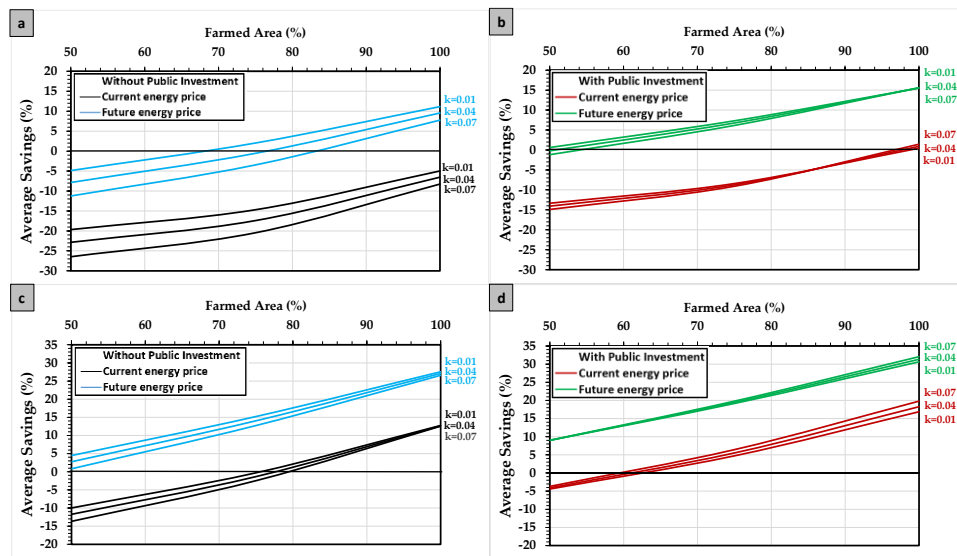 a
Farmed Area (%)
50 60 70 80 90 100
Average Savings (%)
20
15
10
5
0
-5
-10
-15
-20
-25
-30
Without Public Investment
Current energy price
Future energy price
k=0.01
k=0.04
k=0.07
k=0.01
k=0.04
k=0.07
b
Farmed Area (%)
50 60 70 80 90 100
Average Savings (%)
20
15
10
5
0
-5
-10
-15
-20
-25
-30
With Public Investment
Current energy price
Future energy price
k=0.01
k=0.04
k=0.07
k=0.07
k=0.04
k=0.01
c
Farmed Area (%)
50 60 70 80 90 100
Average Savings (%)
35
30
25
20
15
10
5
0
-5
-10
-15
-20
Without Public Investment
Current energy price
Future energy price
k=0.01
k=0.04
k=0.07
k=0.01
k=0.04
k=0.07
d
Farmed Area (%)
50 60 70 80 90 100
Average Savings (%)
35
30
25
20
15
10
5
0
-5
-10
-15
-20
With Public Investment
Current energy price
Future energy price
k=0.07
k=0.04
k=0.01
k=0.07
k=0.04
k=0.01